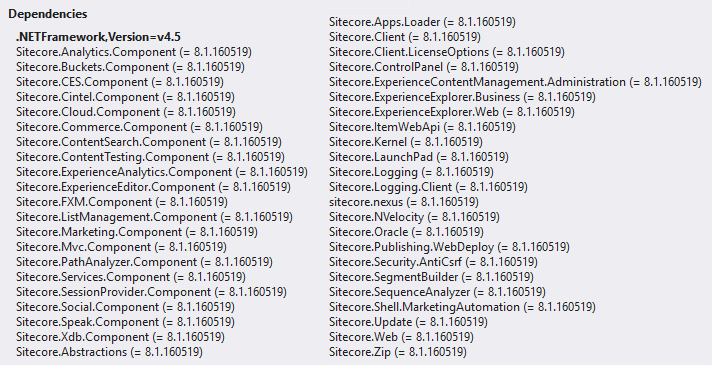 Dependencies
.NETFramework,Version=v4.5
Sitecore.Analytics.Component (= 8.1.160519)
Sitecore.Buckets.Component (= 8.1.160519)
Sitecore.CES.Component (= 8.1.160519)
Sitecore.Cintel.Component (= 8.1.160519)
Sitecore.Cloud.Component (= 8.1.160519)
Sitecore.Commerce.Component (= 8.1.160519)
Sitecore.ContentSearch.Component (= 8.1.160519)
Sitecore.ContentTesting.Component (= 8.1.160519)
Sitecore.ExperienceAnalytics.Component (= 8.1.160519)
Sitecore.ExperienceEditor.Component (= 8.1.160519)
Sitecore.FXM.Component (= 8.1.160519)
Sitecore.ListManagement.Component (= 8.1.160519)
Sitecore.Marketing.Component (= 8.1.160519)
Sitecore.Mvc.Component (= 8.1.160519)
Sitecore.PathAnalyzer.Component (= 8.1.160519)
Sitecore.Services.Component (= 8.1.160519)
Sitecore.SessionProvider.Component (= 8.1.160519)
Sitecore.Social.Component (= 8.1.160519)
Sitecore.Speak.Component (= 8.1.160519)
Sitecore.Xdb.Component (= 8.1.160519)
Sitecore.Abstractions (= 8.1.160519)
Sitecore.Apps.Loader (= 8.1.160519)
Sitecore.Client (= 8.1.160519)
Sitecore.Client.LicenseOptions (= 8.1.160519)
Sitecore.ControlPanel (= 8.1.160519)
Sitecore.ExperienceContentManagement.Administration (= 8.1.160519)
Sitecore.ExperienceExplorer.Business (= 8.1.160519)
Sitecore.ExperienceExplorer.Web (= 8.1.160519)
Sitecore.ItemWebApi (= 8.1.160519)
Sitecore.Kernel (= 8.1.160519)
Sitecore.LaunchPad (= 8.1.160519)
Sitecore.Logging (= 8.1.160519)
Sitecore.Logging.Client (= 8.1.160519)
sitecore.nexus (= 8.1.160519)
Sitecore.NVelocity (= 8.1.160519)
Sitecore.Oracle (= 8.1.160519)
Sitecore.Publishing.WebDeploy (= 8.1.160519)
Sitecore.Security.AntiCsrf (= 8.1.160519)
Sitecore.SegmentBuilder (= 8.1.160519)
Sitecore.SequenceAnalyzer (= 8.1.160519)
Sitecore.Shell.MarketingAutomation (= 8.1.160519)
Sitecore.Update (= 8.1.160519)
Sitecore.Web (= 8.1.160519)
Sitecore.Zip (= 8.1.160519)